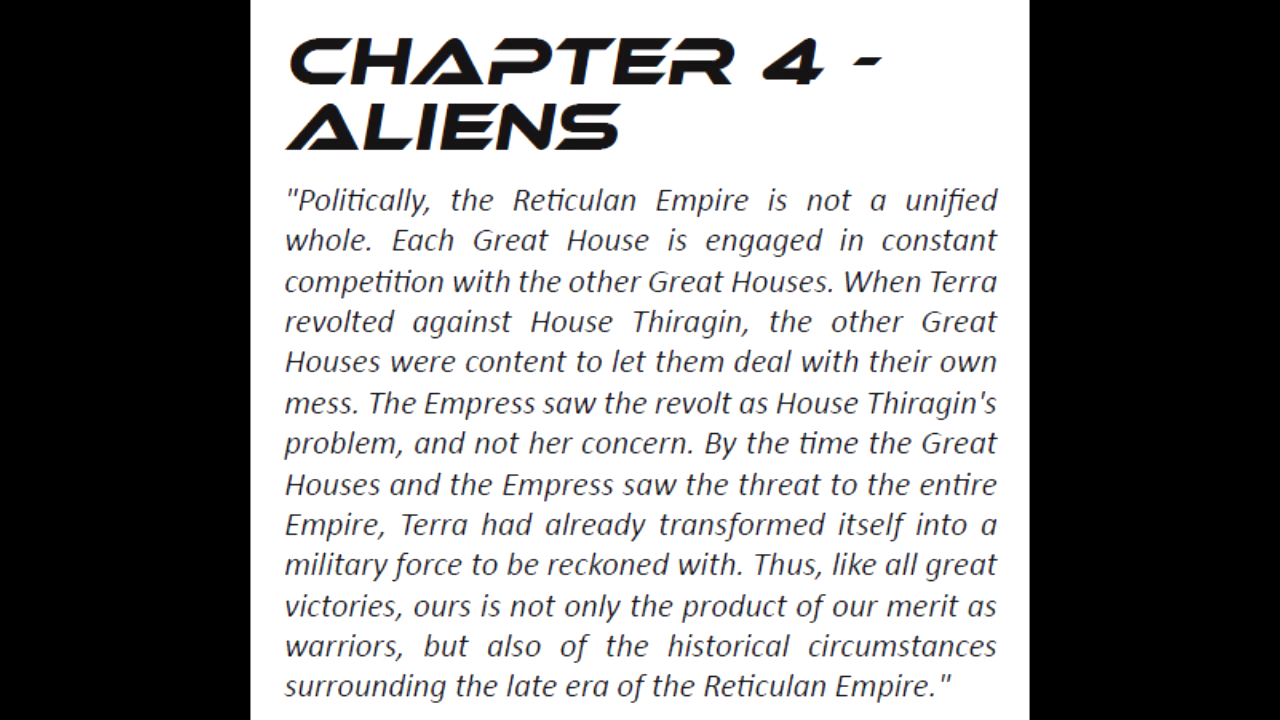 CHAPTER 4 -
ALIENS
"Politically, the Reticulan Empire is not a unified
whole. Each Great House is engaged in constant
competition with the other Great Houses. When Terra
revolted against House Thiragin, the other Great
Houses were content to let them deal with their own
mess. The Empress saw the revolt as House Thiragin's
problem, and not her concern. By the time the Great
Houses and the Empress saw the threat to the entire
Empire, Terra had already transformed itself into a
military force to be reckoned with. Thus, like all great
victories, ours is not only the product of our merit as
warriors, but also of the historical circumstances
surrounding the late era of the Reticulan Empire."